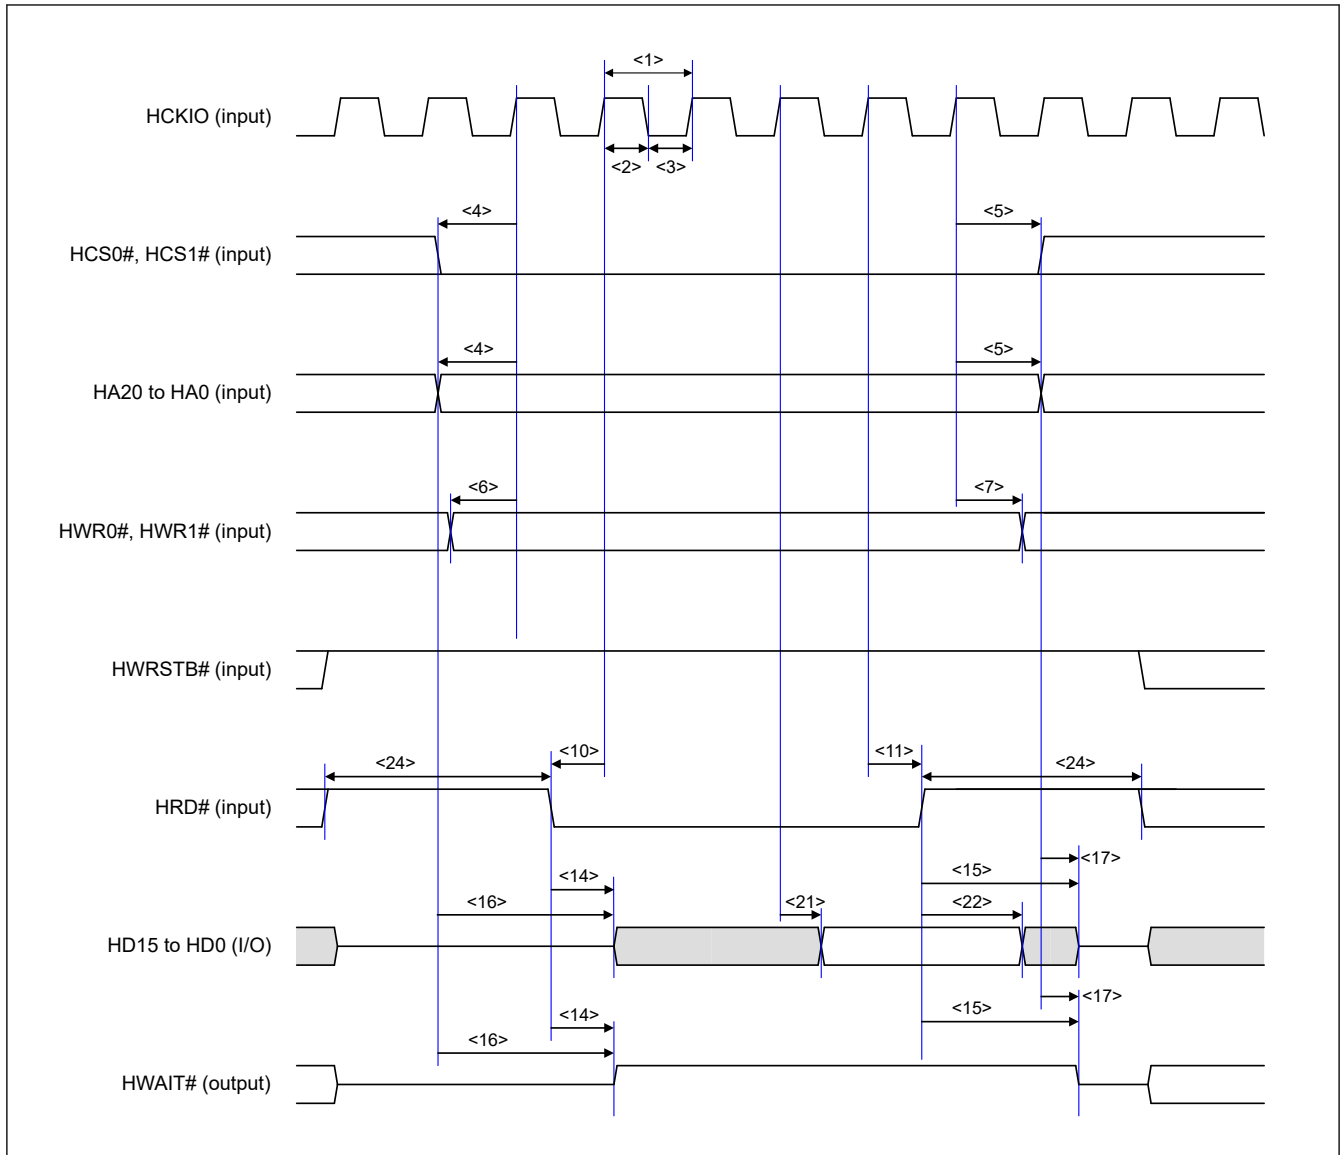 <1>
HCKIO (input)
<2> <3>
<4> <5>
HCS0#, HCS1# (input)
<4> <5>
HA20 to HA0 (input)
<6> <7>
HWR0#, HWR1# (input)
HWRSTB# (input)
<10> <11>
<24> <24>
HRD# (input)
<17>
<14> <15>
<16> <21> <22>
HD15 to HD0 (I/O)
<17>
<14> <15>
<16>
HWAIT# (output)